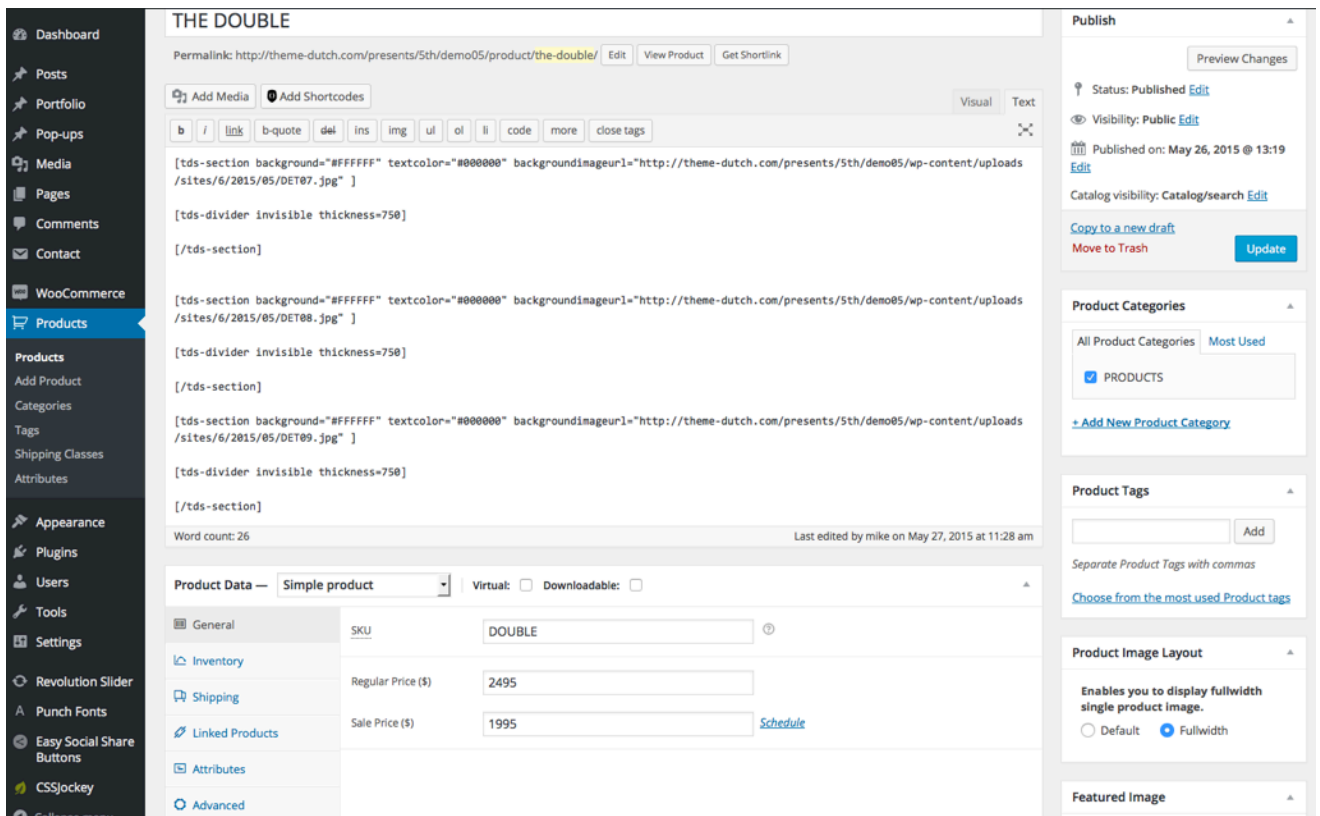 Dashboard
Posts
Portfolio
Pop-ups
Media
Pages
Comments
Contact
WooCommerce
Products
Products
Add Product
Categories
Tags
Shipping Classes
Attributes
Appearance
Plugins
Users
Tools
Settings
Revolution Slider
Punch Fonts
Easy Social Share
Buttons
CSSJockey
THE DOUBLE
Permalink: http://theme-dutch.com/presents/5th/demo05/product/the-double/ Edit View Product Get Shortlink
Add Media Add Shortcodes
Visual Text
b i link b-quote del ins img ul ol li code more close tags
[tds-section background="#FFFFFF" textcolor="#000000" backgroundimageurl="http://theme-dutch.com/presents/5th/demo05/wp-content/uploads
/sites/6/2015/05/DET07.jpg" ]
[tds-divider invisible thickness=750]
[/tds-section]
[tds-section background="#FFFFFF" textcolor="#000000" backgroundimageurl="http://theme-dutch.com/presents/5th/demo05/wp-content/uploads
/sites/6/2015/05/DET08.jpg" ]
[tds-divider invisible thickness=750]
[/tds-section]
[tds-section background="#FFFFFF" textcolor="#000000" backgroundimageurl="http://theme-dutch.com/presents/5th/demo05/wp-content/uploads
/sites/6/2015/05/DET09.jpg" ]
[tds-divider invisible thickness=750]
[/tds-section]
Word count: 26 Last edited by mike on May 27, 2015 at 11:28 am
Product Data — Simple product Virtual: Downloadable:
General
Inventory
Shipping
Linked Products
Attributes
Advanced
SKU DOUBLE
Regular Price ($) 2495
Sale Price ($) 1995 Schedule
Publish
Preview Changes
Status: Published Edit
Visibility: Public Edit
Published on: May 26, 2015 @ 13:19
Edit
Catalog visibility: Catalog/search Edit
Copy to a new draft
Move to Trash Update
Product Categories
All Product Categories Most Used
PRODUCTS
+ Add New Product Category
Product Tags
Add
Separate Product Tags with commas
Choose from the most used Product tags
Product Image Layout
Enables you to display fullwidth
single product image.
Default Fullwidth
Featured Image